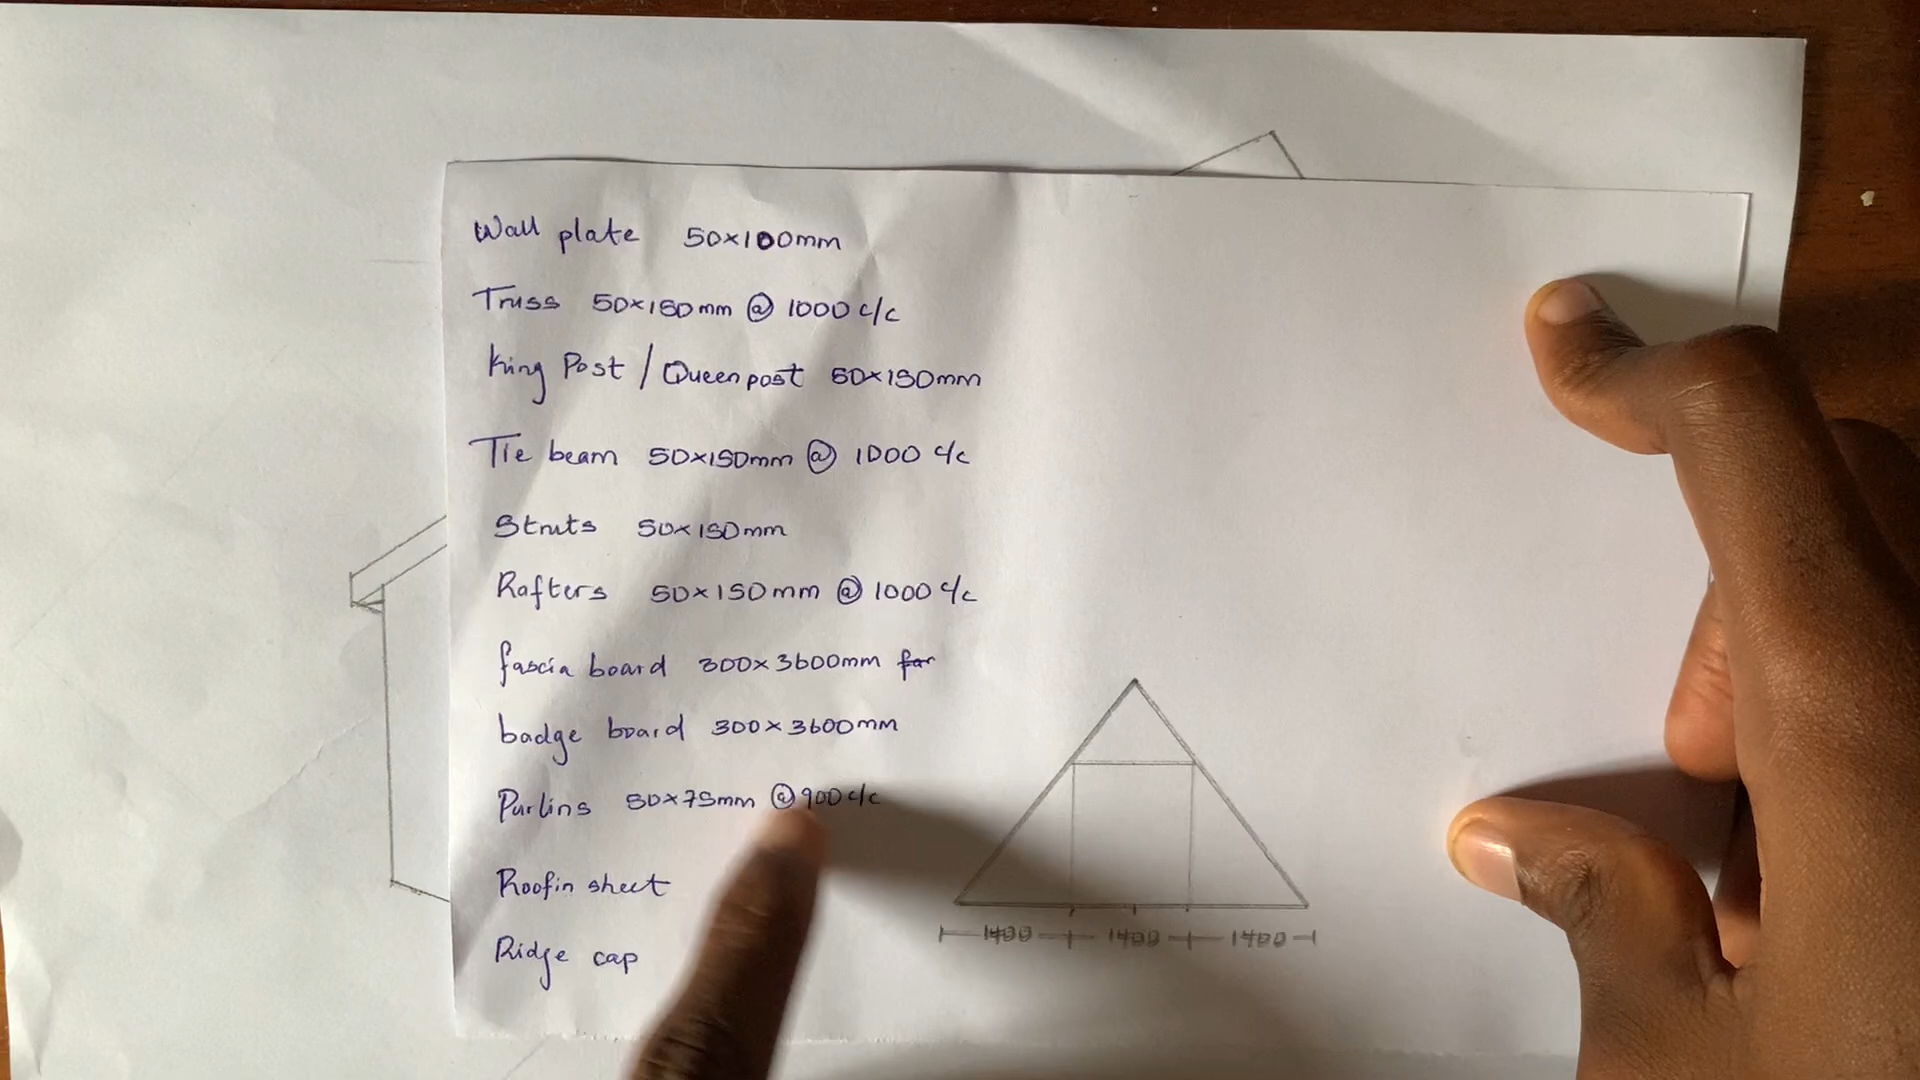 Wall plate 50x100mm
Truss 50x150mm @ 1000 c/c
King Post / Queen post 50x150mm
Tie beam 50x150mm @ 1000 c/c
Struts 50x150mm
Rafters 50x150mm @ 1000 c/c
fascia board 300x3600mm far
badge board 300x3600mm
Purlins 50x75mm @ 900 c/c
Roofin sheet
Ridge cap
1400 1400 1400